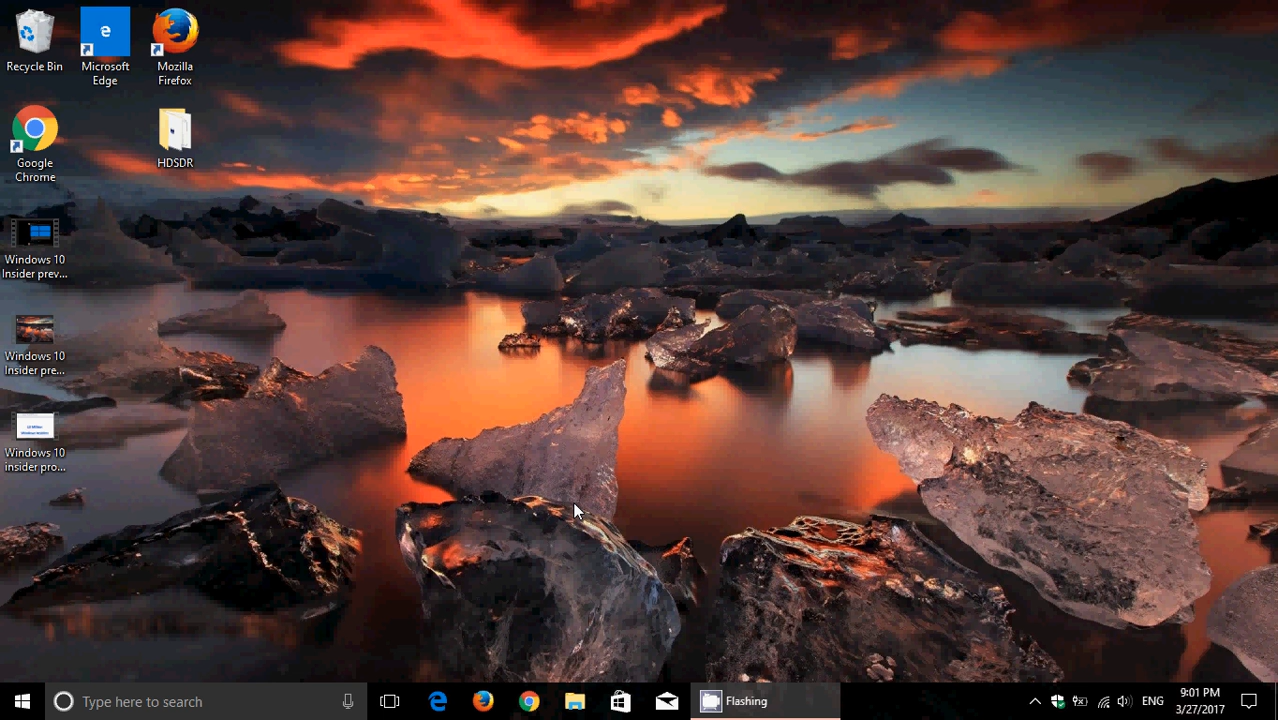 Recycle Bin
Microsoft
Edge
Mozilla
Firefox
Google
Chrome
HDSDR
Windows 10
Insider prev...
Windows 10
Insider pre...
Windows 10
insider pro...
Type here to search
Flashing
ENG
9:01 PM
3/27/2017